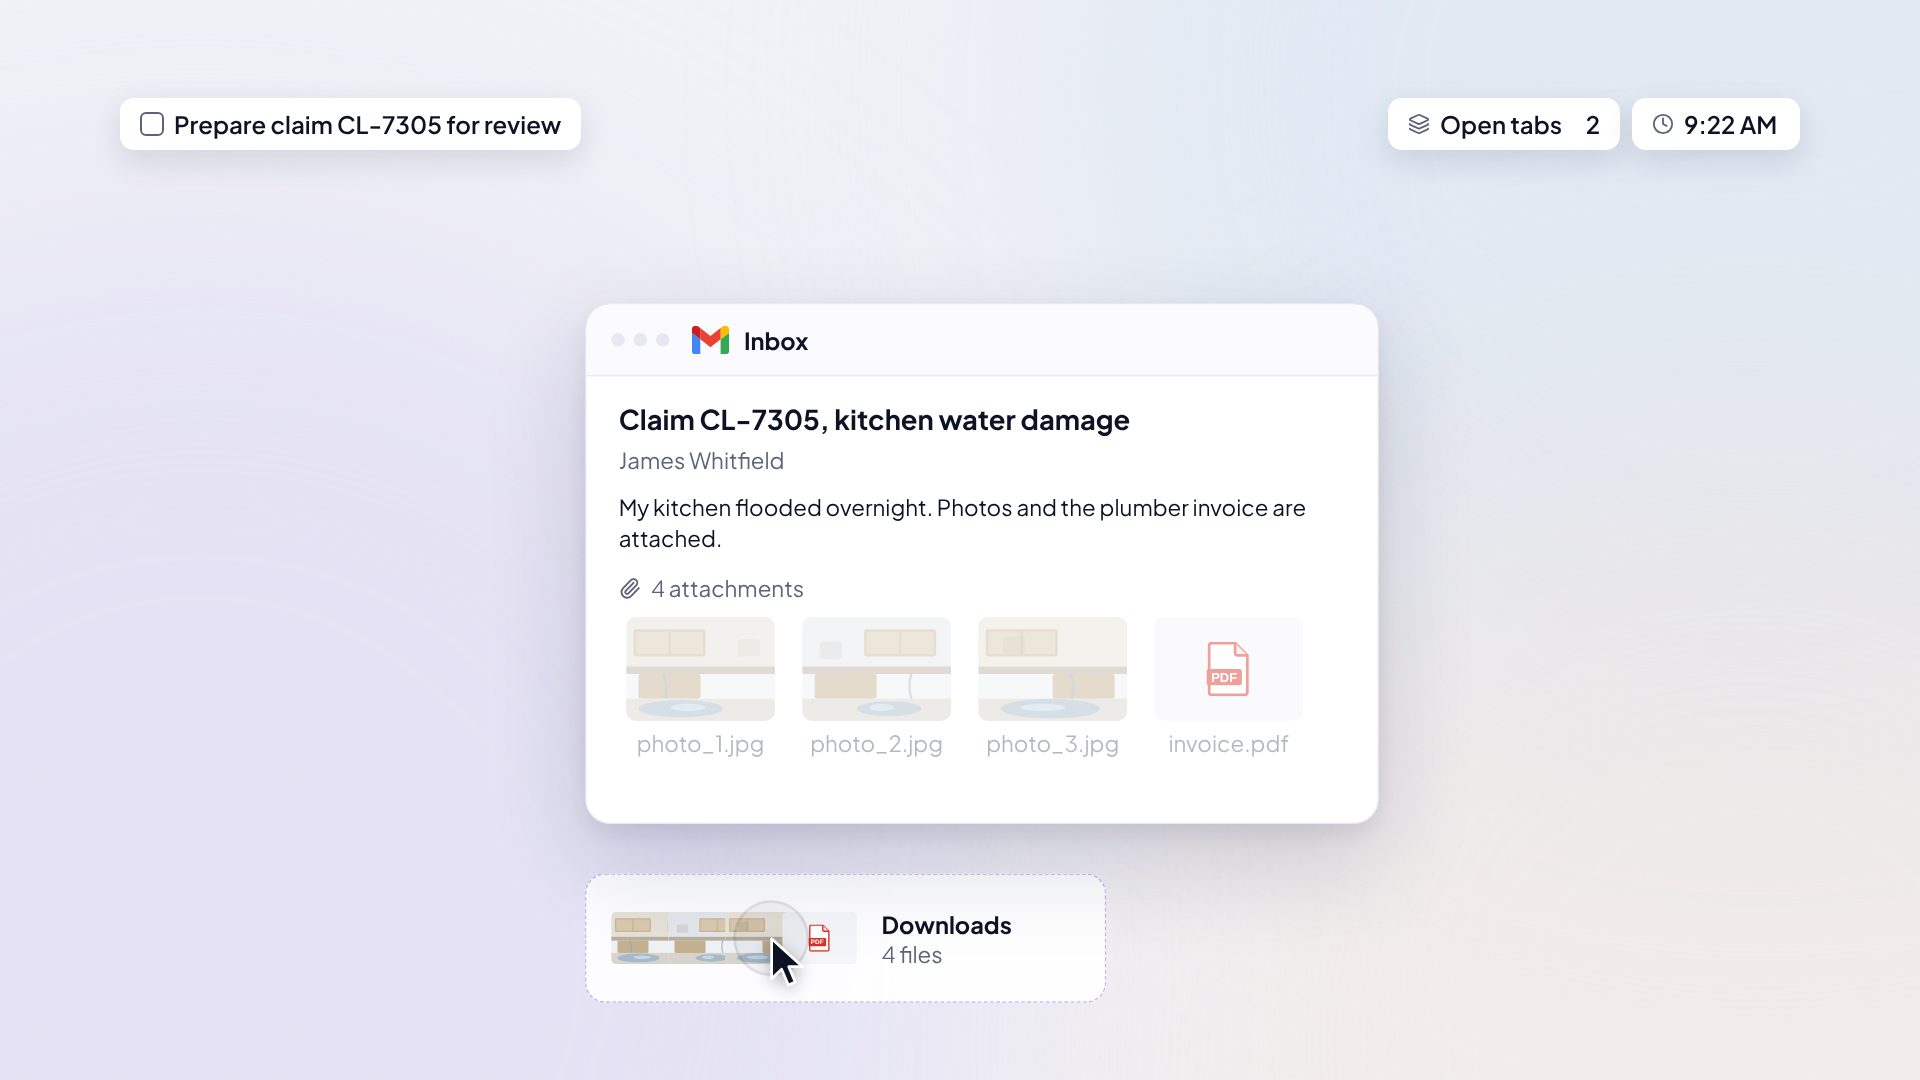 Prepare claim CL-7305 for review
Open tabs 2
9:22 AM
Inbox
Claim CL-7305, kitchen water damage
James Whitfield
My kitchen flooded overnight. Photos and the plumber invoice are
attached.
4 attachments
PDF
photo_1.jpg
photo_2.jpg
photo_3.jpg
invoice.pdf
PDF
Downloads
4 files